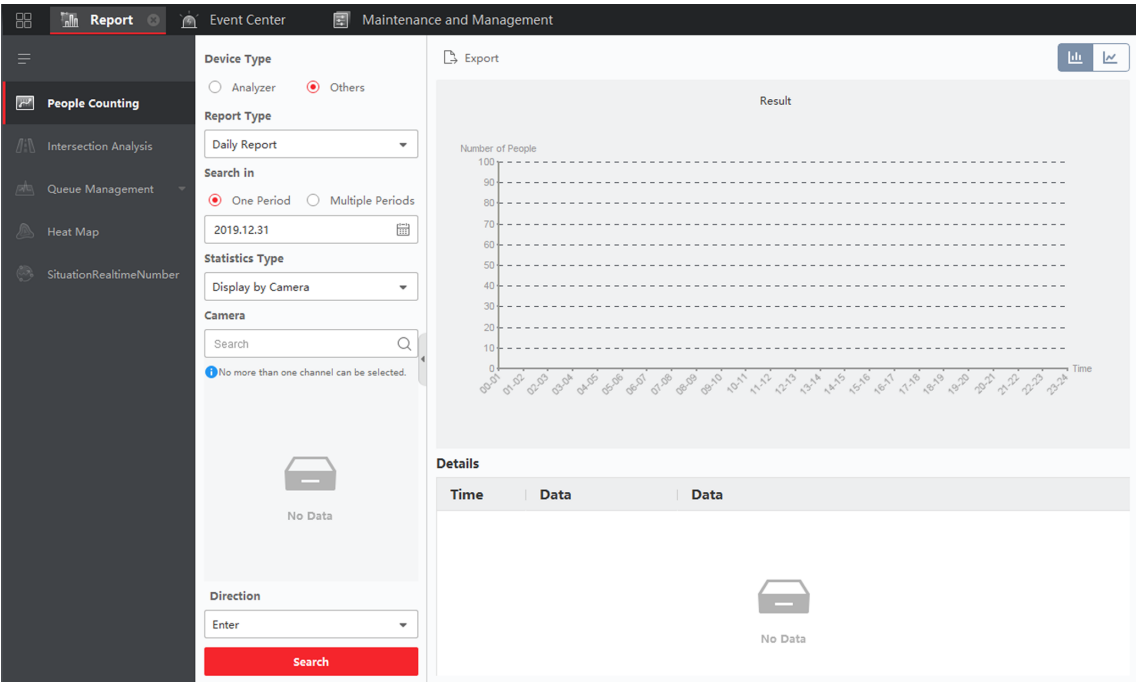 Report
Event Center
Maintenance and Management
People Counting
Intersection Analysis
Queue Management
Heat Map
SituationRealtimeNumber
Device Type
Analyzer
Others
Report Type
Daily Report
Search in
One Period
Multiple Periods
2019.12.31
Statistics Type
Display by Camera
Camera
Search
No more than one channel can be selected.
No Data
Direction
Enter
Search
Export
Result
Number of People
100
90
80
70
60
50
40
30
20
10
0
00-01 01-02 02-03 03-04 04-05 05-06 06-07 07-08 08-09 09-10 10-11 11-12 12-13 13-14 14-15 15-16 16-17 17-18 18-19 19-20 20-21 21-22 22-23 23-24
Time
Details
Time Data Data
No Data